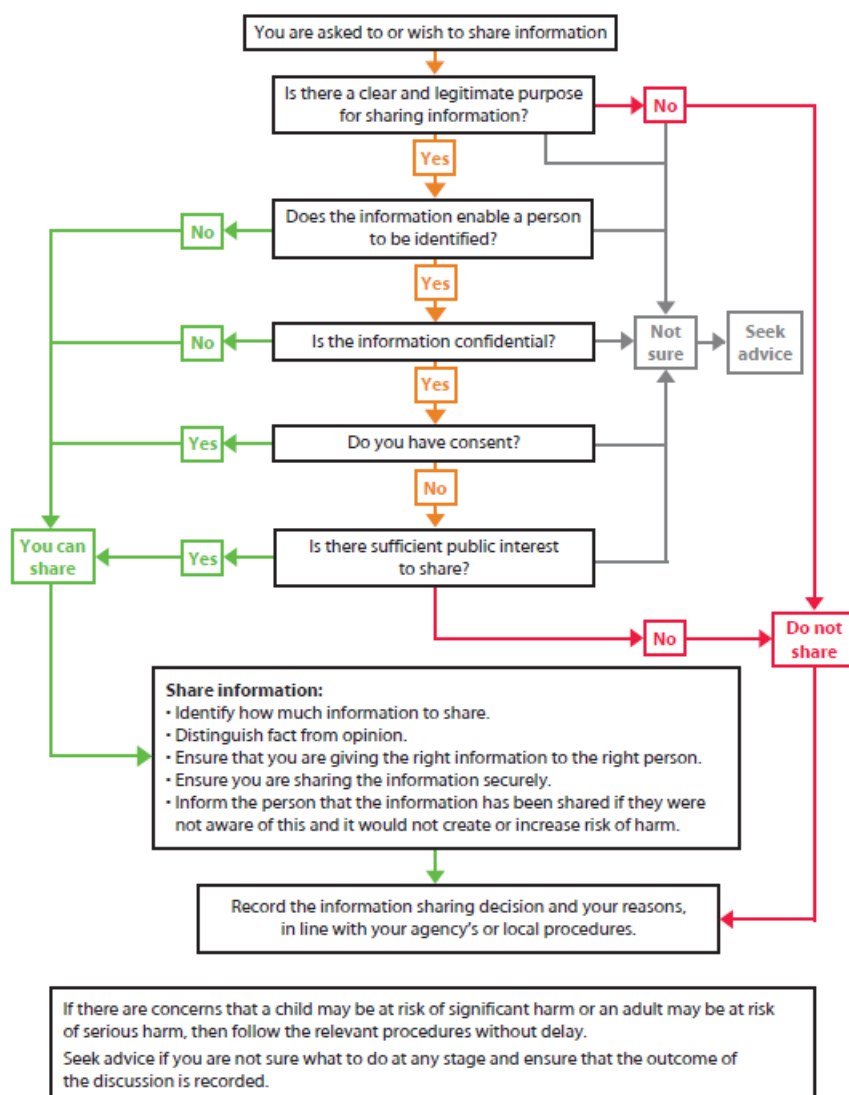 You are asked to or wish to share information
Is there a clear and legitimate purpose
for sharing information?
No
Yes
Does the information enable a person
to be identified?
No
Yes
Is the information confidential?
No
Not
sure
Seek
advice
Yes
Do you have consent?
Yes
No
Is there sufficient public interest
to share?
Yes
You can
share
No
Do not
share
Share information:
• Identify how much information to share.
• Distinguish fact from opinion.
• Ensure that you are giving the right information to the right person.
• Ensure you are sharing the information securely.
• Inform the person that the information has been shared if they were
not aware of this and it would not create or increase risk of harm.
Record the information sharing decision and your reasons,
in line with your agency's or local procedures.
If there are concerns that a child may be at risk of significant harm or an adult may be at risk
of serious harm, then follow the relevant procedures without delay.
Seek advice if you are not sure what to do at any stage and ensure that the outcome of
the discussion is recorded.